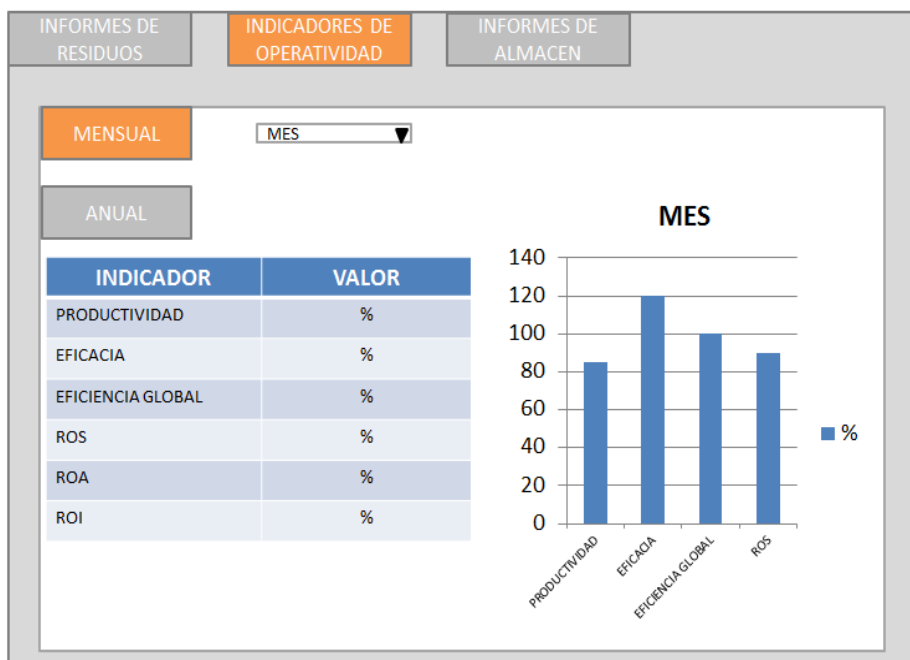 INFORMES DE
RESIDUOS
INDICADORES DE
OPERATIVIDAD
INFORMES DE
ALMACEN
MENSUAL
MES
ANUAL
INDICADOR VALOR
PRODUCTIVIDAD %
EFICACIA %
EFICIENCIA GLOBAL %
ROS %
ROA %
ROI %
MES
140
120
100
80
60
40
20
0
PRODUCTIVIDAD
EFICACIA
EFICIENCIA GLOBAL
ROS
%